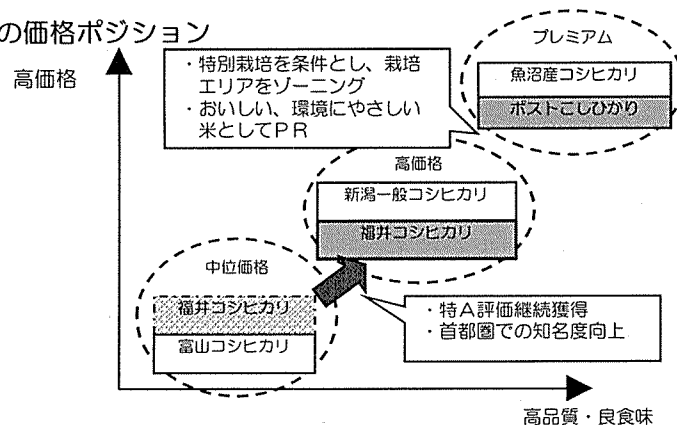 の価格ポジション
高価格
プレミアム
・特別栽培を条件とし、栽培
エリアをゾーニング
・おいしい、環境にやさしい
米としてPR
魚沼産コシヒカリ
ポストこしひかり
高価格
新潟一般コシヒカリ
福井コシヒカリ
中位価格
福井コシヒカリ
富山コシヒカリ
・特A評価継続獲得
・首都圏での知名度向上
高品質・良食味